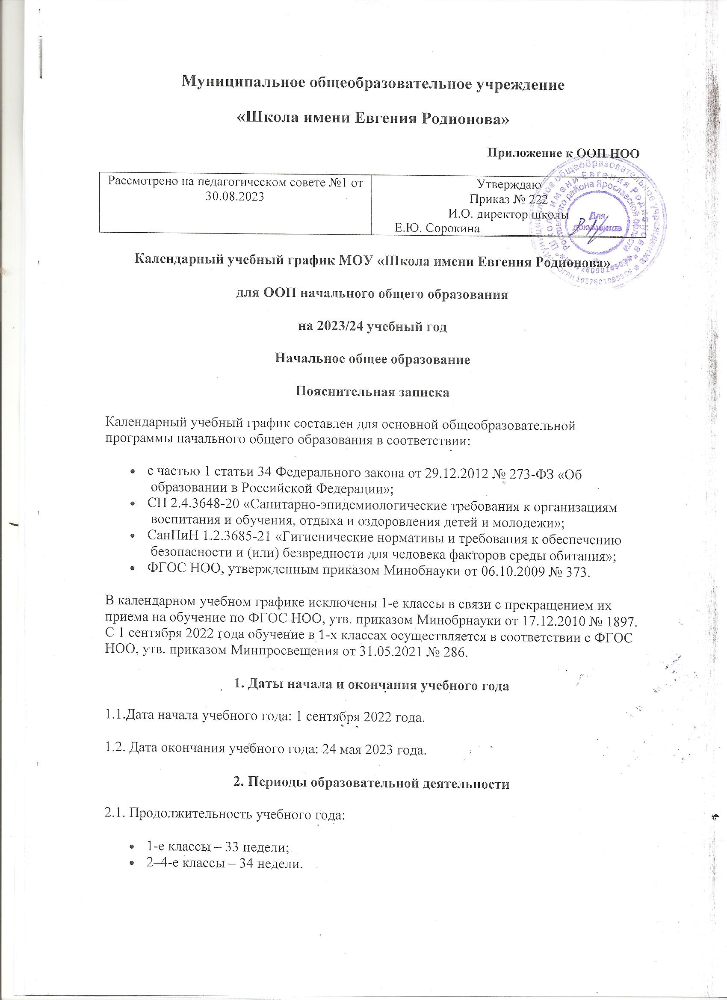 Муниципальное общеобразовательное учреждение
«Школа имени Евгения Родионова»
Приложение к ООП НОО
Рассмотрено на педагогическом совете №1 от
30.08.2023
Утверждаю
Приказ № 222
И.О. директор школы
Е.Ю. Сорокина
Для
документов
Календарный учебный график МОУ «Школа имени Евгения Родионова»
для ООП начального общего образования
на 2023/24 учебный год
Начальное общее образование
Пояснительная записка
Календарный учебный график составлен для основной общеобразовательной
программы начального общего образования в соответствии:
• с частью 1 статьи 34 Федерального закона от 29.12.2012 № 273-ФЗ «Об
образовании в Российской Федерации»;
• СП 2.4.3648-20 «Санитарно-эпидемиологические требования к организациям
воспитания и обучения, отдыха и оздоровления детей и молодежи»;
• СанПиН 1.2.3685-21 «Гигиенические нормативы и требования к обеспечению
безопасности и (или) безвредности для человека факторов среды обитания»;
• ФГОС НОО, утвержденным приказом Минобнауки от 06.10.2009 № 373.
В календарном учебном графике исключены 1-е классы в связи с прекращением их
приема на обучение по ФГОС НОО, утв. приказом Минобрнауки от 17.12.2010 № 1897.
С 1 сентября 2022 года обучение в 1-х классах осуществляется в соответствии с ФГОС
НОО, утв. приказом Минпросвещения от 31.05.2021 № 286.
1. Даты начала и окончания учебного года
1.1.Дата начала учебного года: 1 сентября 2022 года.
1.2. Дата окончания учебного года: 24 мая 2023 года.
2. Периоды образовательной деятельности
2.1. Продолжительность учебного года:
• 1-е классы – 33 недели;
• 2–4-е классы – 34 недели.